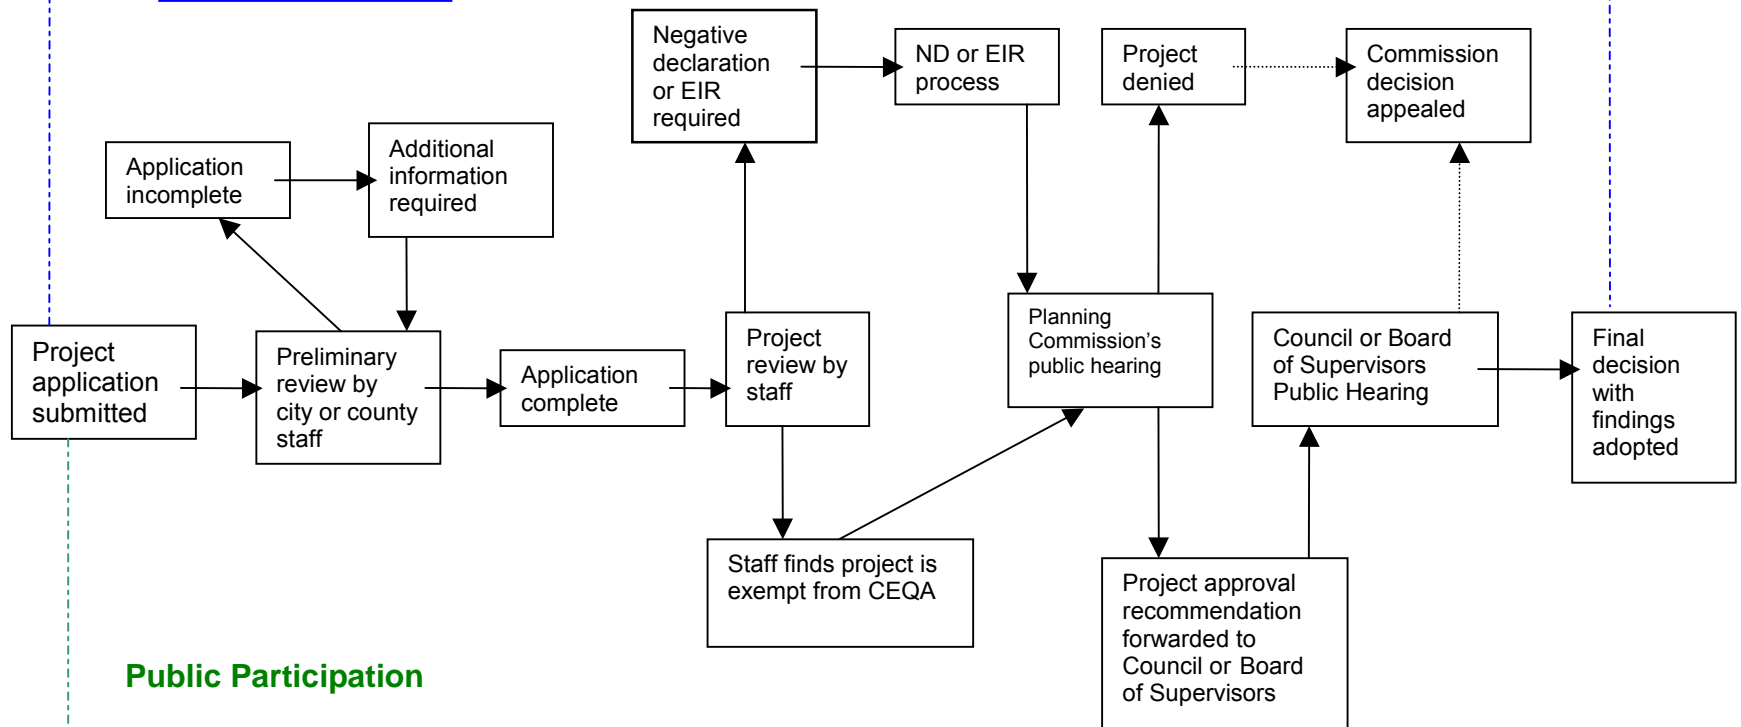 Negative
declaration
or EIR
required
ND or EIR
process
Project
denied
Commission
decision
appealed
Application
incomplete
Additional
information
required
Project
application
submitted
Preliminary
review by
city or county
staff
Application
complete
Project
review by
staff
Planning
Commission’s
public hearing
Council or Board
of Supervisors
Public Hearing
Final
decision
with
findings
adopted
Staff finds project is
exempt from CEQA
Project approval
recommendation
forwarded to
Council or Board
of Supervisors
Public Participation